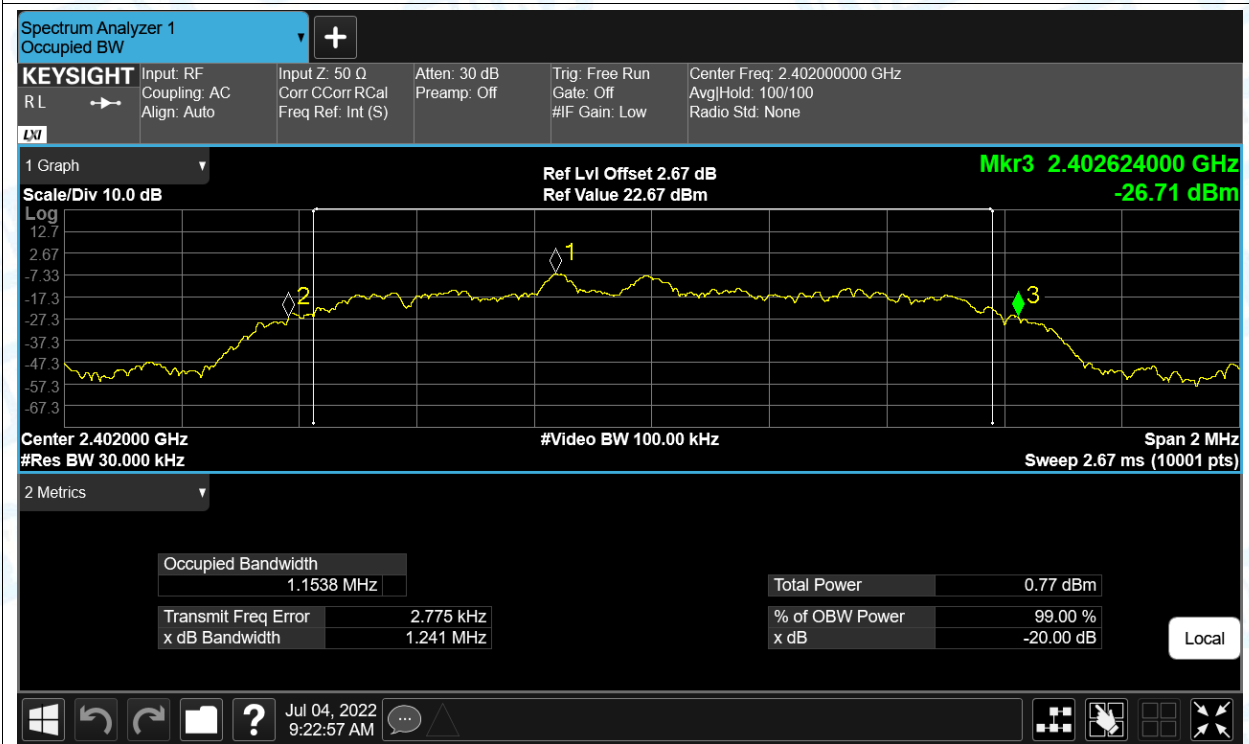 Spectrum Analyzer 1
Occupied BW
▼
+
KEYSIGHT Input: RF Input Z: 50 Ω Atten: 30 dB Trig: Free Run Center Freq: 2.402000000 GHz
R L Coupling: AC Corr CCorr RCal Preamp: Off Gate: Off Avg|Hold: 100/100
Align: Auto Freq Ref: Int (S) #IF Gain: Low Radio Std: None
LXI
1 Graph ▼ Ref Lvl Offset 2.67 dB Mkr3 2.402624000 GHz
Scale/Div 10.0 dB Ref Value 22.67 dBm -26.71 dBm
Log
12.7
2.67
-7.33
-17.3
-27.3
-37.3
-47.3
-57.3
-67.3
1
2
3
Center 2.402000 GHz #Video BW 100.00 kHz Span 2 MHz
#Res BW 30.000 kHz Sweep 2.67 ms (10001 pts)
2 Metrics ▼
Occupied Bandwidth
1.1538 MHz Total Power 0.77 dBm
Transmit Freq Error 2.775 kHz % of OBW Power 99.00 %
x dB Bandwidth 1.241 MHz x dB -20.00 dB
Local
? Jul 04, 2022
9:22:57 AM